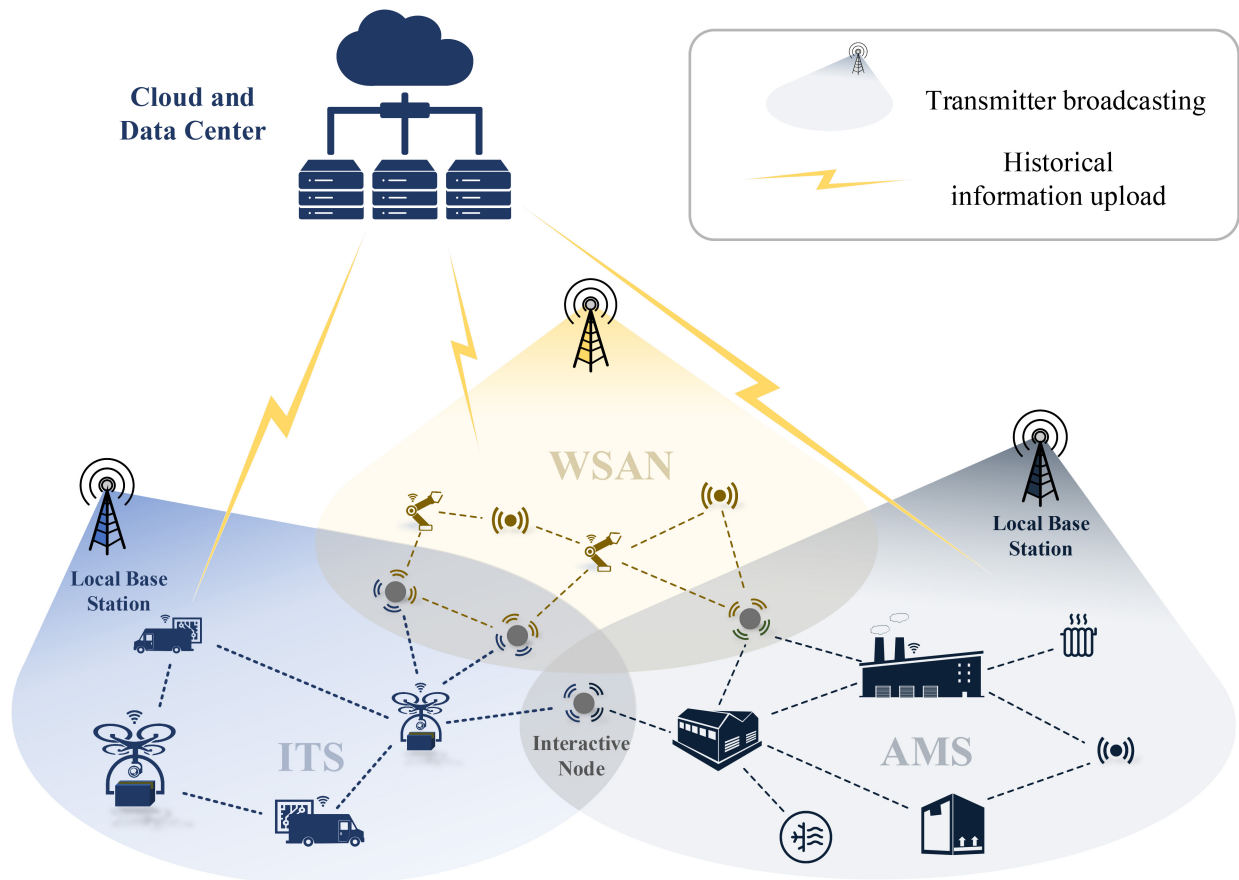 Cloud and
Data Center
Transmitter broadcasting
Historical
information upload
WSAN
Local Base
Station
Local Base
Station
ITS
Interactive
Node
AMS